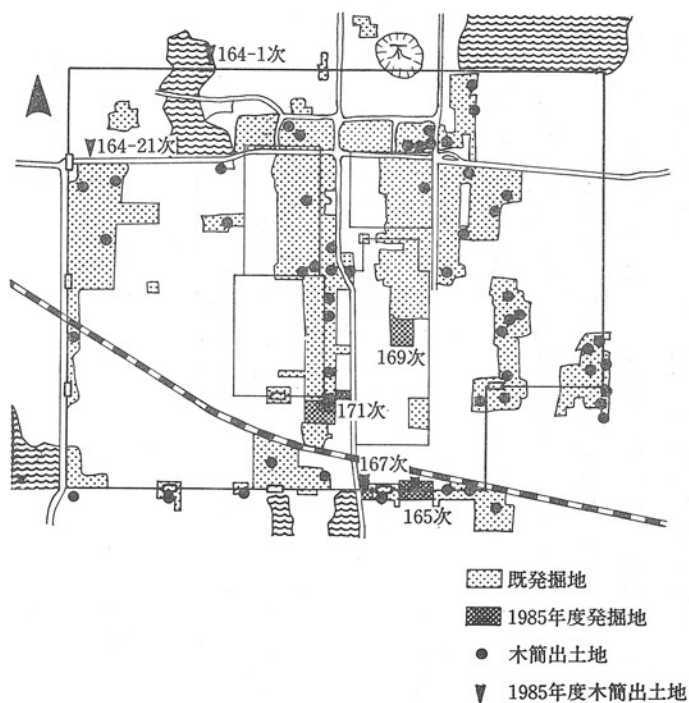 164-1次
164-21次
169次
171次
167次
165次
既発掘地
1985年度発掘地
木簡出土地
1985年度木簡出土地